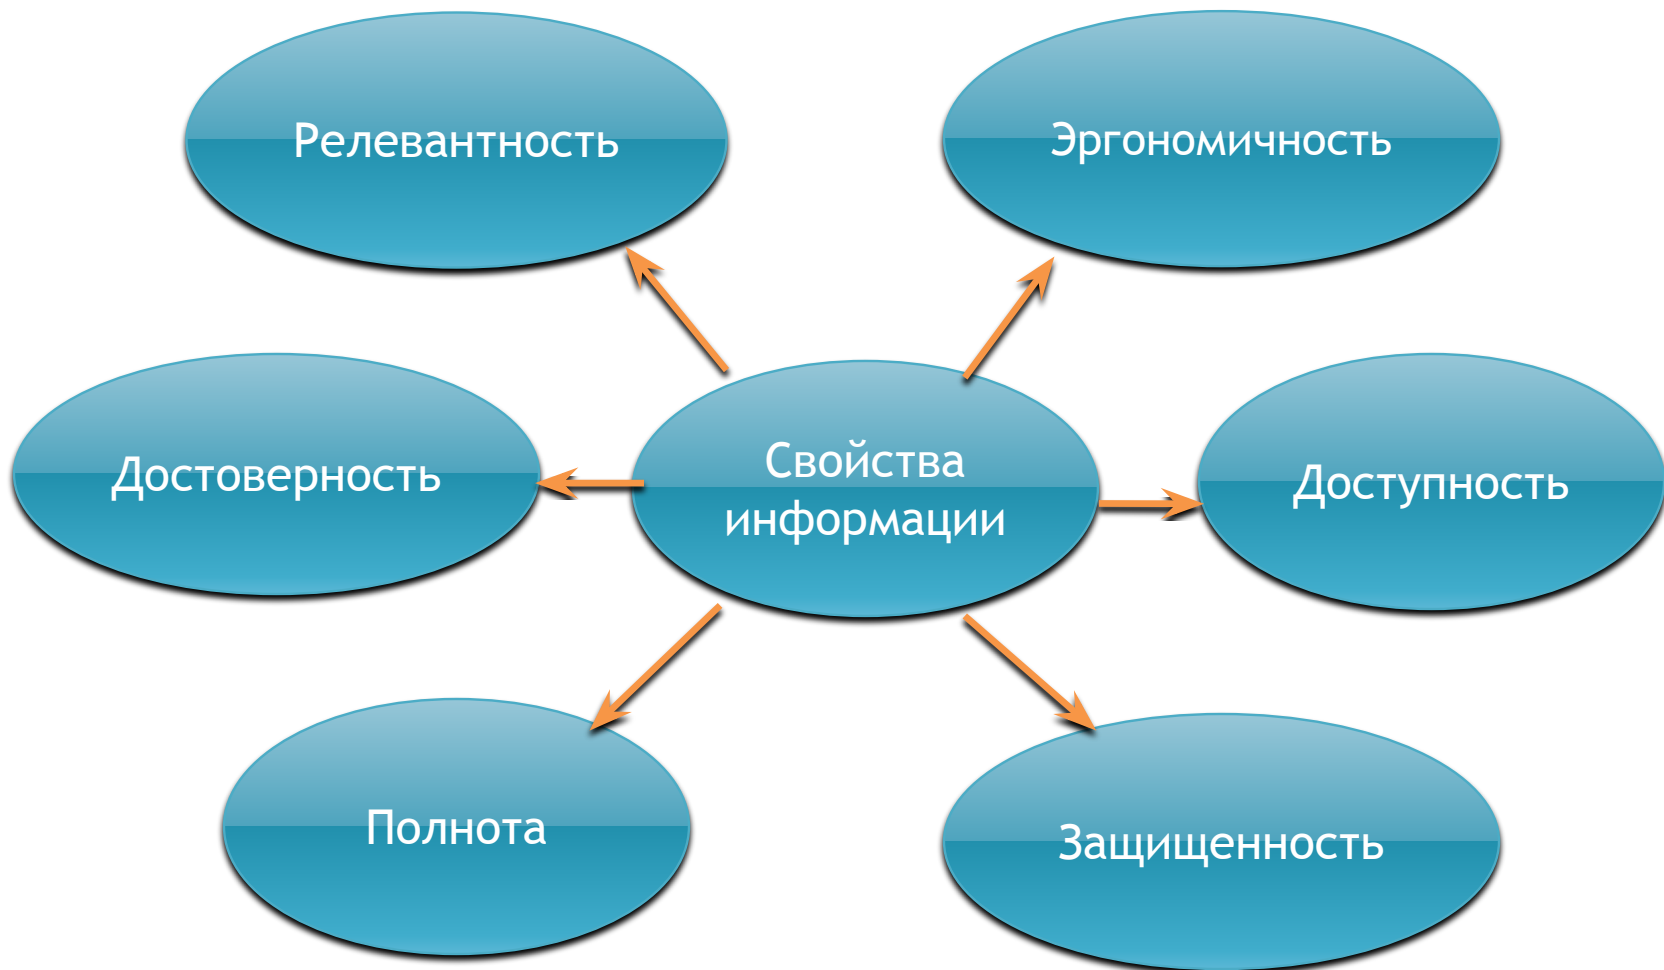 Релевантность
Эргономичность
Достоверность
Свойства
информации
Доступность
Полнота
Защищенность